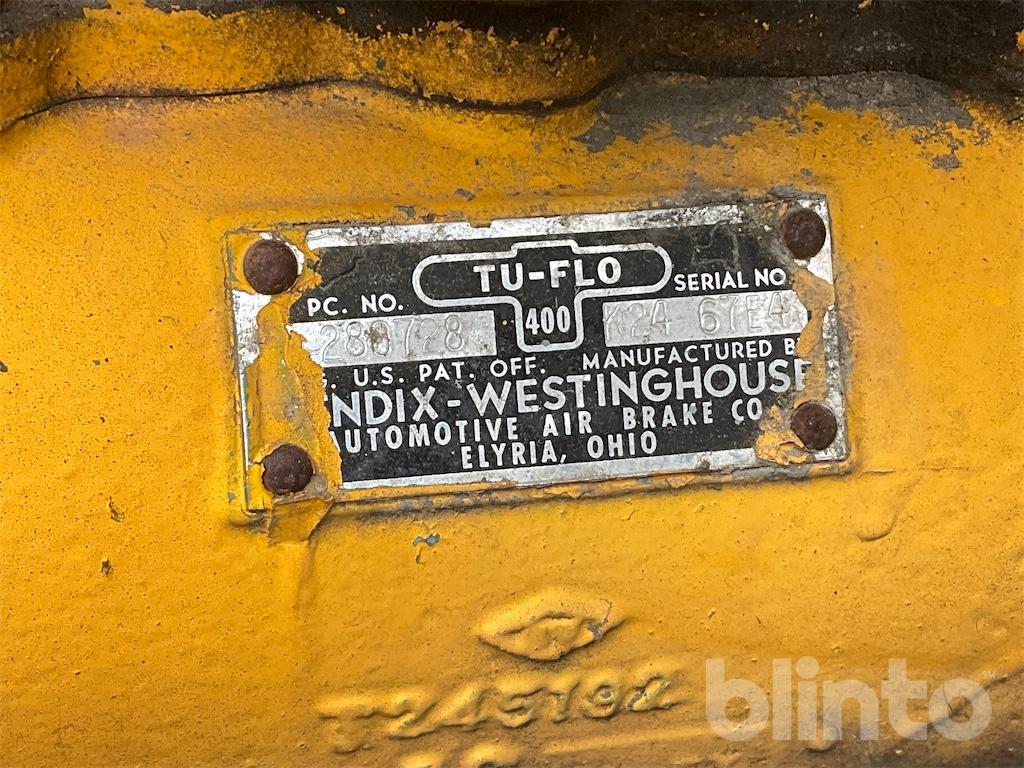 TU-FLO
400
PC. NO.
SERIAL NO
280728
K24 67E4
U.S. PAT. OFF. MANUFACTURED B
NDIX-WESTINGHOUSE
AUTOMOTIVE AIR BRAKE CO
ELYRIA, OHIO
blinto